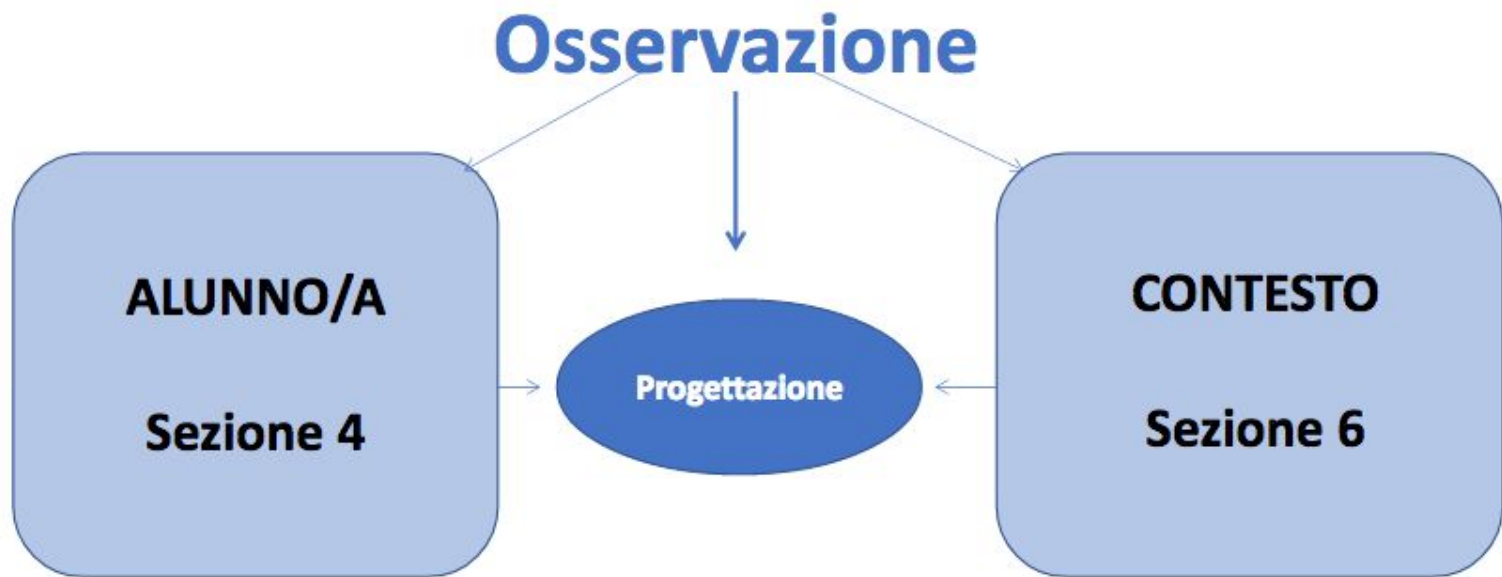 Osservazione
ALUNNO/A
Sezione 4
Progettazione
CONTESTO
Sezione 6